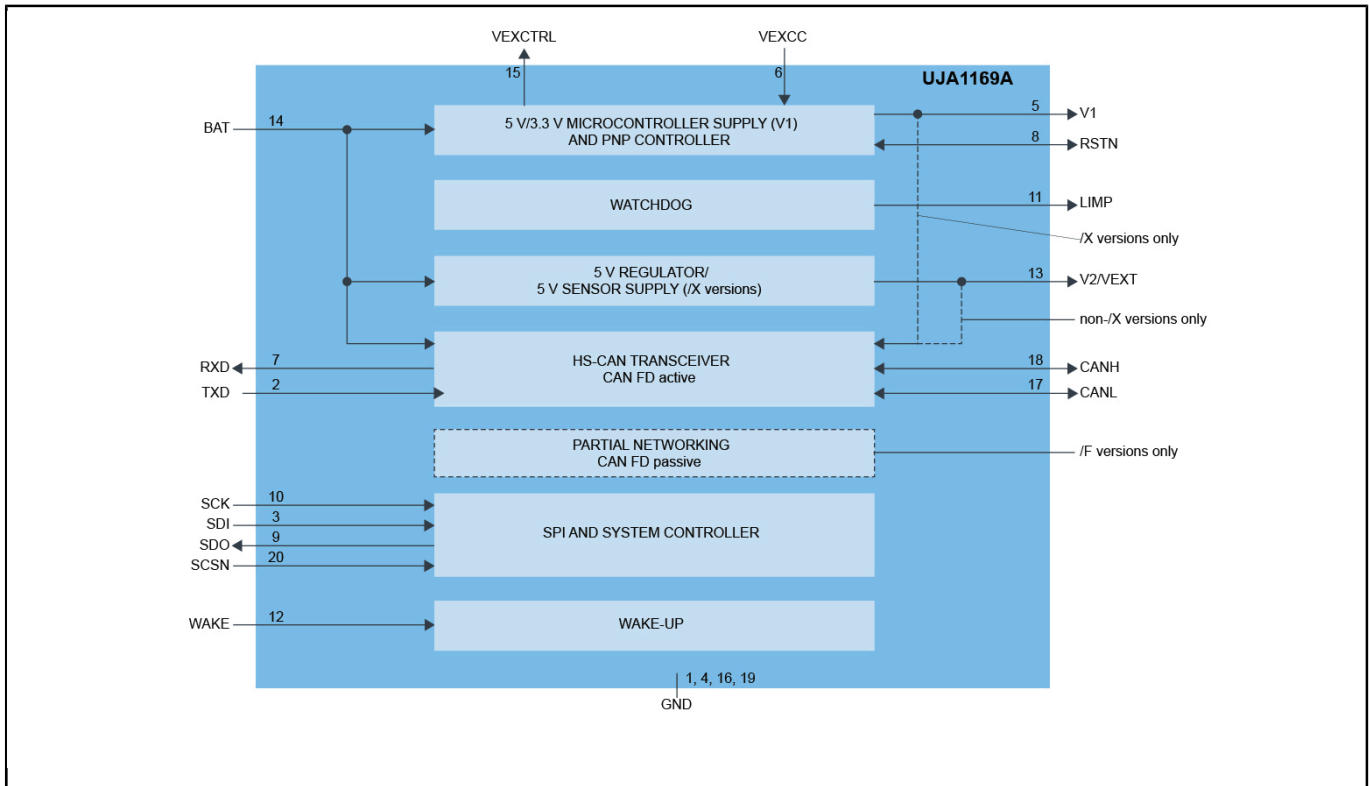 VEXCTRL
VEXCC
15
6
UJA1169A
BAT
14
5 V/3.3 V MICROCONTROLLER SUPPLY (V1)
AND PNP CONTROLLER
5
V1
8
RSTN
WATCHDOG
11
LIMP
/X versions only
5 V REGULATOR/
5 V SENSOR SUPPLY (/X versions)
13
V2/VEXT
non-/X versions only
RXD
7
TXD
2
HS-CAN TRANSCEIVER
CAN FD active
18
CANH
17
CANL
PARTIAL NETWORKING
CAN FD passive
/F versions only
SCK
10
SDI
3
SDO
9
SCSN
20
SPI AND SYSTEM CONTROLLER
WAKE
12
WAKE-UP
1, 4, 16, 19
GND